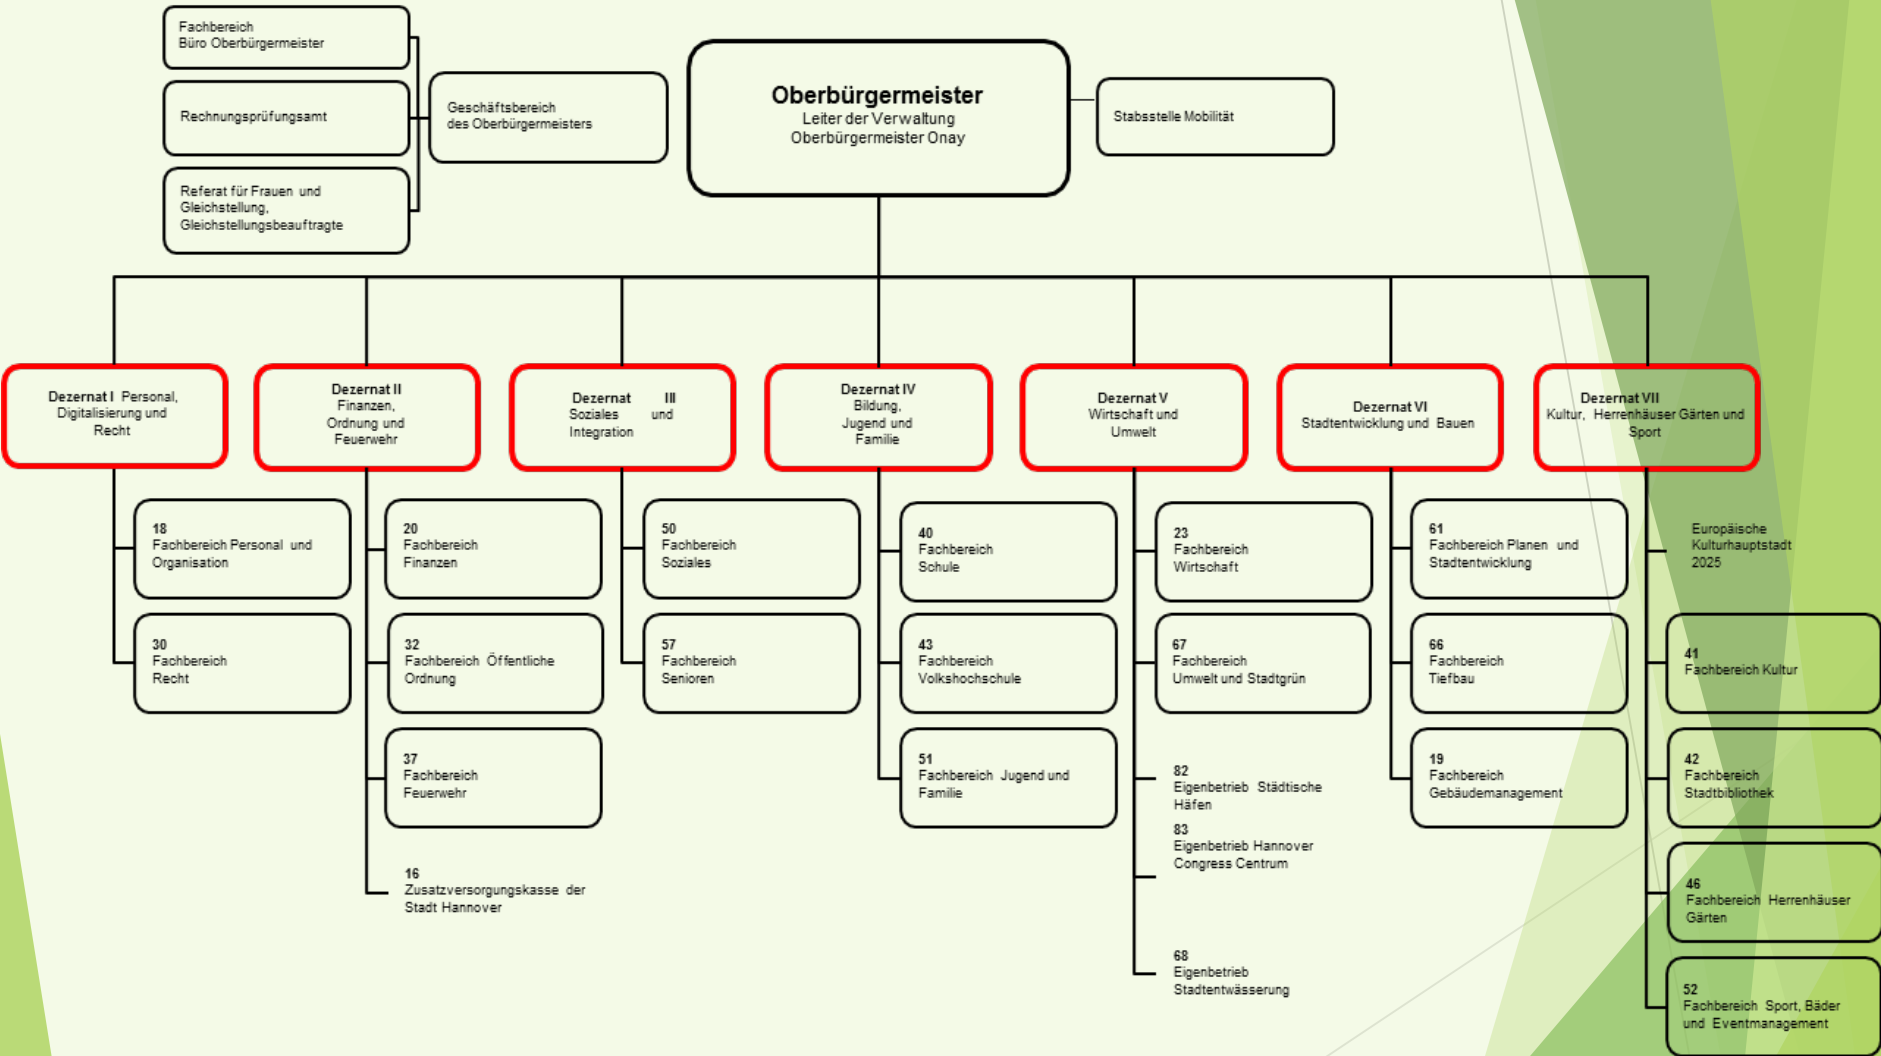 Fachbereich
Büro Oberbürgermeister
Rechnungsprüfungsamt
Referat für Frauen und
Gleichstellung,
Gleichstellungsbeauftragte
Geschäftsbereich
des Oberbürgermeisters
Oberbürgermeister
Leiter der Verwaltung
Oberbürgermeister Onay
Stabsstelle Mobilität
Dezernat I Personal,
Digitalisierung und
Recht
Dezernat II
Finanzen,
Ordnung und
Feuerwehr
Dezernat III
Soziales und
Integration
Dezernat IV
Bildung,
Jugend und
Familie
Dezernat V
Wirtschaft und
Umwelt
Dezernat VI
Stadtentwicklung und Bauen
Dezernat VII
Kultur, Herrenhäuser Gärten und
Sport
18
Fachbereich Personal und
Organisation
30
Fachbereich
Recht
20
Fachbereich
Finanzen
32
Fachbereich Öffentliche
Ordnung
37
Fachbereich
Feuerwehr
16
Zusatzversorgungskasse der
Stadt Hannover
50
Fachbereich
Soziales
57
Fachbereich
Senioren
40
Fachbereich
Schule
43
Fachbereich
Volkshochschule
51
Fachbereich Jugend und
Familie
23
Fachbereich
Wirtschaft
67
Fachbereich
Umwelt und Stadtgrün
82
Eigenbetrieb Städtische
Häfen
83
Eigenbetrieb Hannover
Congress Centrum
68
Eigenbetrieb
Stadtentwässerung
61
Fachbereich Planen und
Stadtentwicklung
66
Fachbereich
Tiefbau
19
Fachbereich
Gebäudemanagement
Europäische
Kulturhauptstadt
2025
41
Fachbereich Kultur
42
Fachbereich
Stadtbibliothek
46
Fachbereich Herrenhäuser
Gärten
52
Fachbereich Sport, Bäder
und Eventmanagement